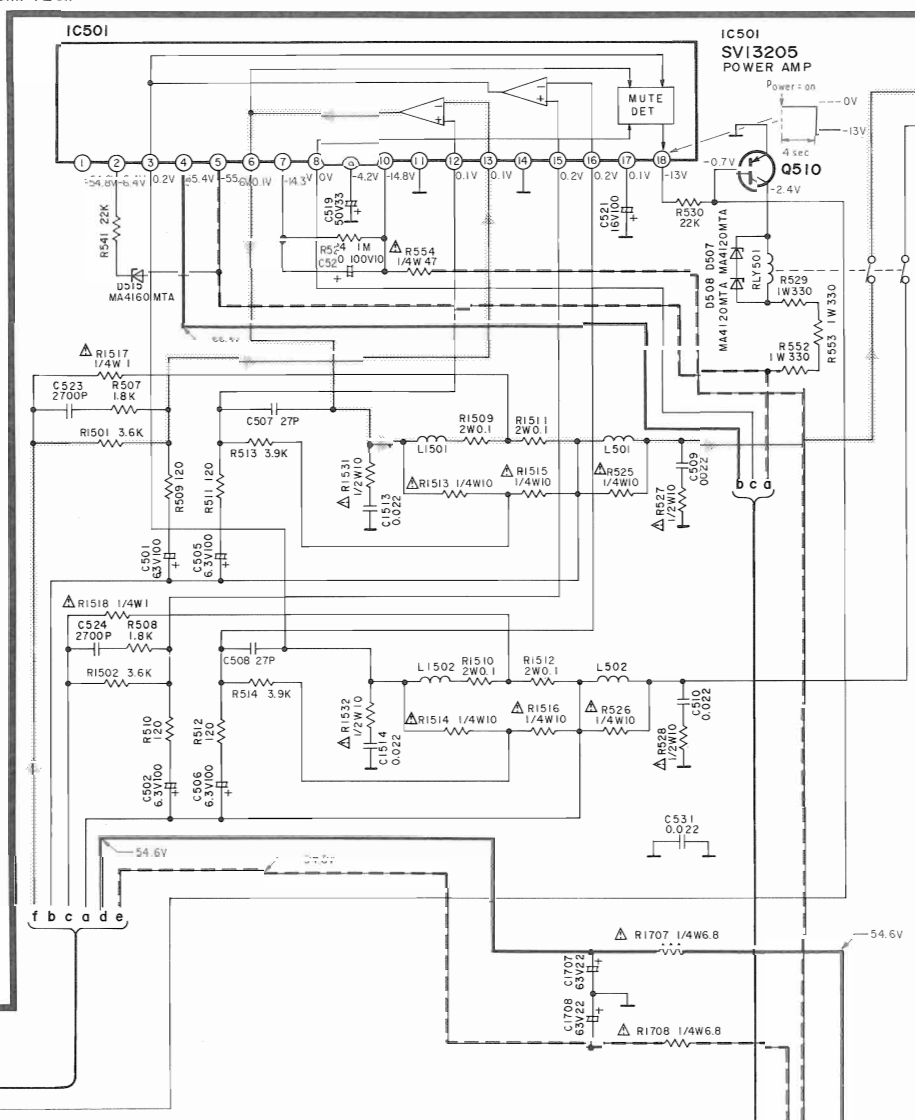 IC501
IC501
SVI3205
POWER AMP
Power = on
0V
-13V
4 sec
MUTE
DET
Q510
-0.7V
-2.4V
1 2 3 4 5 6 7 8 9 10 11 12 13 14 15 16 17 18
-54.8V -6.4V 0.2V 0.1V -14.3V 0V -4.2V -14.8V 0.1V 0.1V 0.2V 0.2V 0V -13V
R541 22K
D515
MA4160MTA
C519
50V33
1M
100V10
R554
1/4W 47
C521
16V100
R530
22K
D508 D507
MA4120MTA MA4120MTA
RLY501
R529
1W330
R553 1W330
R552
1W330
R1517
1/4W 1
C523
2700P
R507
1.8K
R1501 3.6K
C507 27P
R513 3.9K
R509 120
R511 120
C501
6.3V100
C505
6.3V100
L1501
R1509
2W0.1
R1511
2W0.1
L501
R1531
1/2W10
C1513
0.022
R1513 1/4W10
R1515
1/4W10
R525
1/4W10
C509
0022
R527
1/2W10
b c a
R1518 1/4W1
C524
2700P
R508
1.8K
R1502 3.6K
C508 27P
R514 3.9K
R510
120
R512
120
C502
6.3V100
C506
6.3V100
L1502
R1510
2W0.1
R1512
2W0.1
L502
R1532
1/2W10
C1514
0.022
R1514 1/4W10
R1516
1/4W10
R526
1/4W10
C510
0.022
R528
1/2W10
C531
0.022
54.6V
f b c a d e
R1707 1/4W6.8
54.6V
C1707
63V22
C1708
63V22
R1708 1/4W6.8